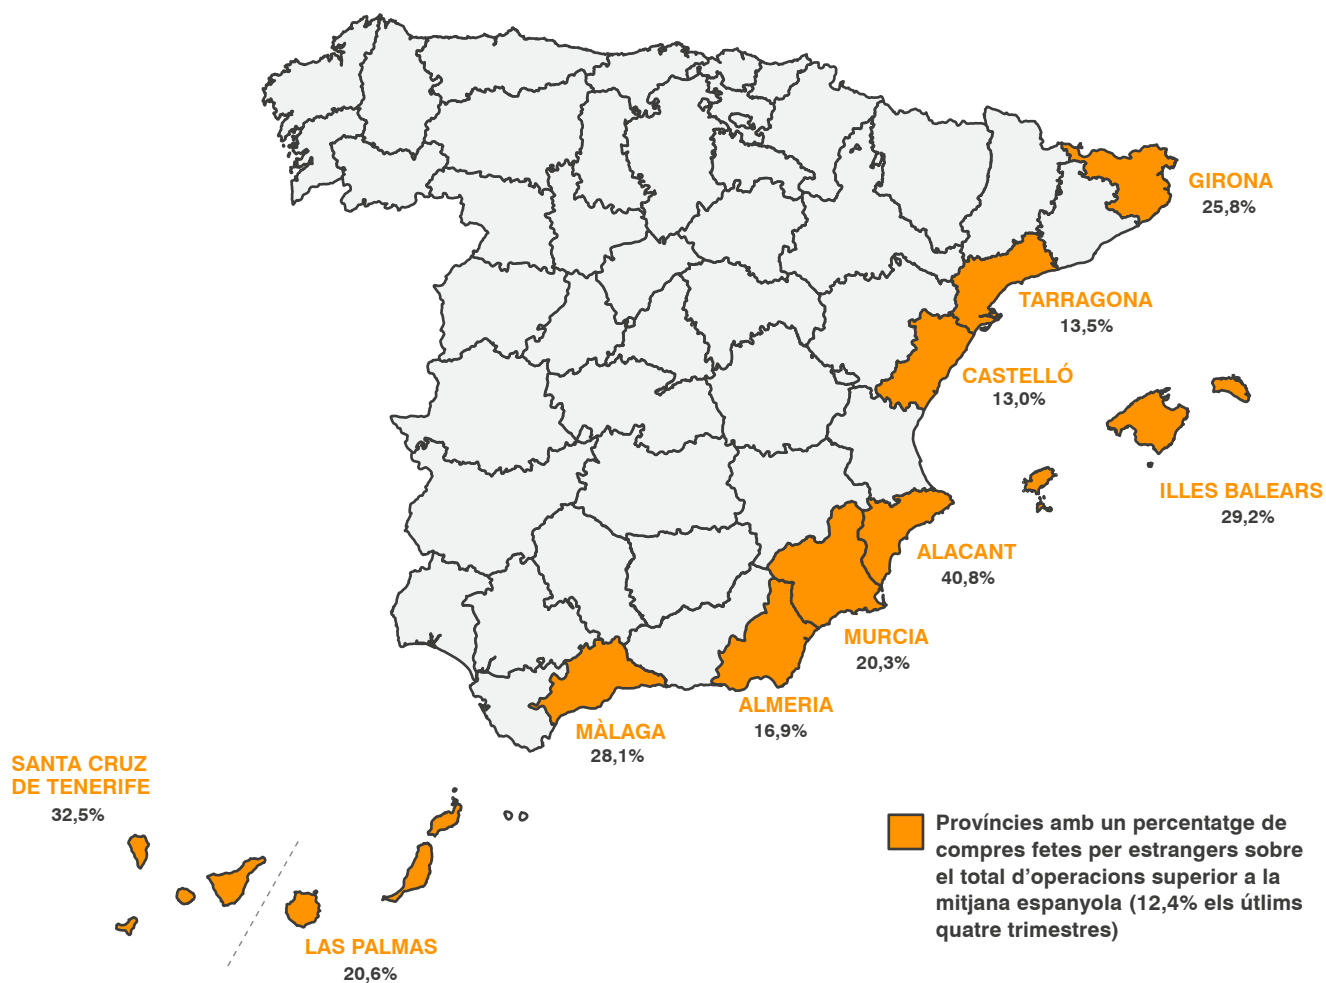 GIRONA
25,8%
TARRAGONA
13,5%
CASTELLÓ
13,0%
ILLES BALEARS
29,2%
ALACANT
40,8%
MURCIA
20,3%
ALMERIA
16,9%
MÀLAGA
28,1%
SANTA CRUZ
DE TENERIFE
32,5%
LAS PALMAS
20,6%
Províncies amb un percentatge de
compres fetes per estrangers sobre
el total d’operacions superior a la
mitjana espanyola (12,4% els útlims
quatre trimestres)